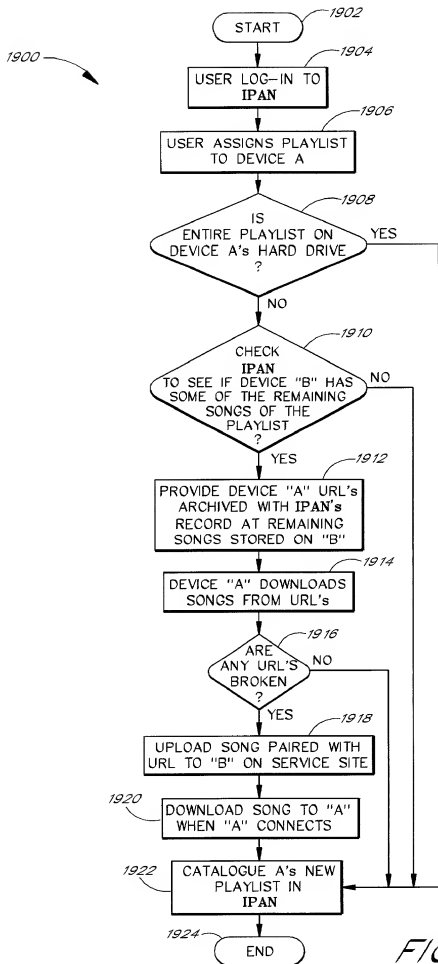 1902
START
1900
1904
USER LOG-IN TO
IPAN
1906
USER ASSIGNS PLAYLIST
TO DEVICE A
1908
IS
ENTIRE PLAYLIST ON
DEVICE A's HARD DRIVE
?
YES
NO
1910
CHECK
IPAN
TO SEE IF DEVICE "B" HAS
SOME OF THE REMAINING
SONGS OF THE
PLAYLIST
?
NO
YES
1912
PROVIDE DEVICE "A" URL's
ARCHIVED WITH IPAN's
RECORD AT REMAINING
SONGS STORED ON "B"
1914
DEVICE "A" DOWNLOADS
SONGS FROM URL's
1916
ARE
ANY URL'S
BROKEN
?
NO
YES
1918
UPLOAD SONG PAIRED WITH
URL TO "B" ON SERVICE SITE
1920
DOWNLOAD SONG TO "A"
WHEN "A" CONNECTS
1922
CATALOGUE A's NEW
PLAYLIST IN
IPAN
1924
END